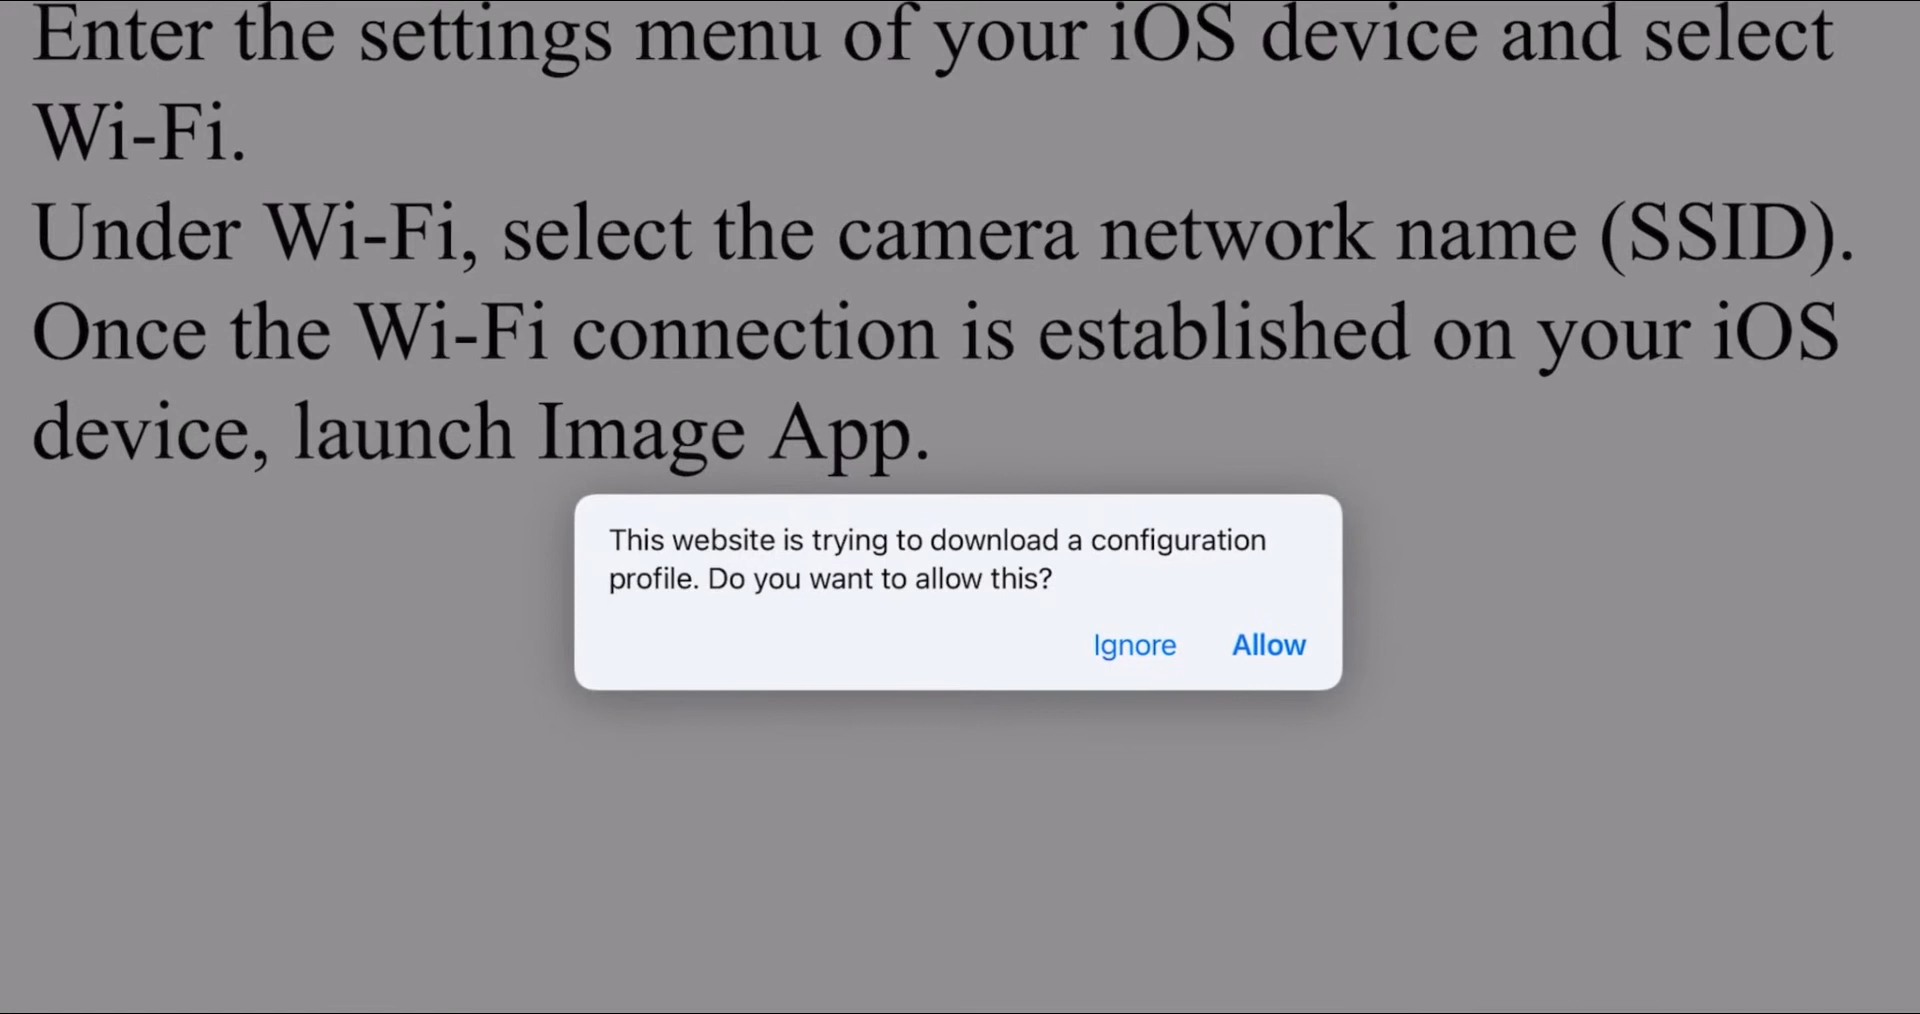 Enter the settings menu of your iOS device and select
Wi-Fi.
Under Wi-Fi, select the camera network name (SSID).
Once the Wi-Fi connection is established on your iOS
device, launch Image App.
This website is trying to download a configuration
profile. Do you want to allow this?
Ignore Allow